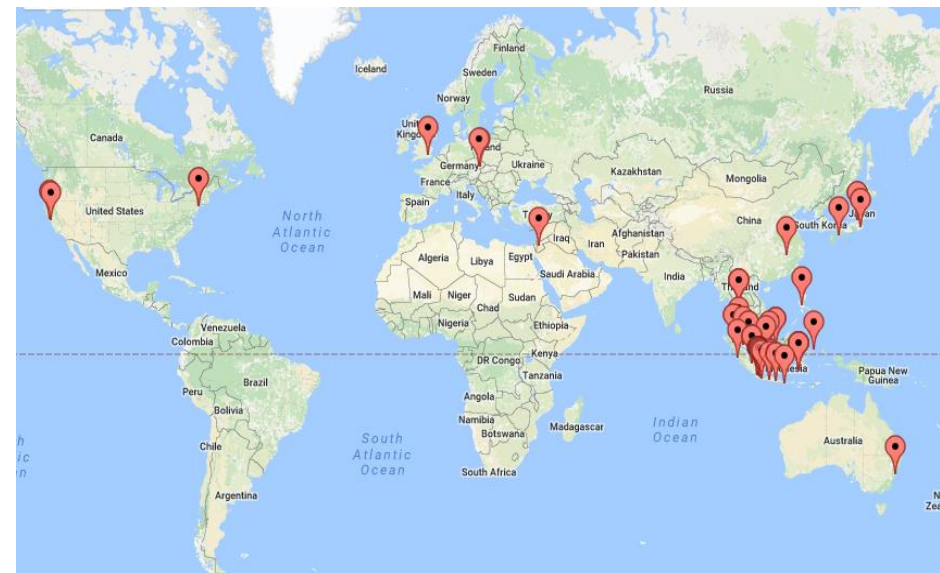 Finland
Iceland
Sweden
Russia
Norway
Canada
Ukraine
Germany
Kazakhstan
France
Mongolia
Italy
Spain
United States
North
Atlantic
Ocean
China
South Korea
Afghanistan
Iraq
Iran
Pakistan
Algeria
Libya
Egypt
Mexico
Saudi Arabia
India
Mali
Niger
Sudan
Chad
Nigeria
Ethiopia
Venezuela
Colombia
Kenya
DR Congo
Tanzania
Papua New
Guinea
Peru
Brazil
Angola
Bolivia
Namibia
Botswana
Madagascar
Indian
Ocean
South
Atlantic
Ocean
Chile
Australia
South Africa
Argentina